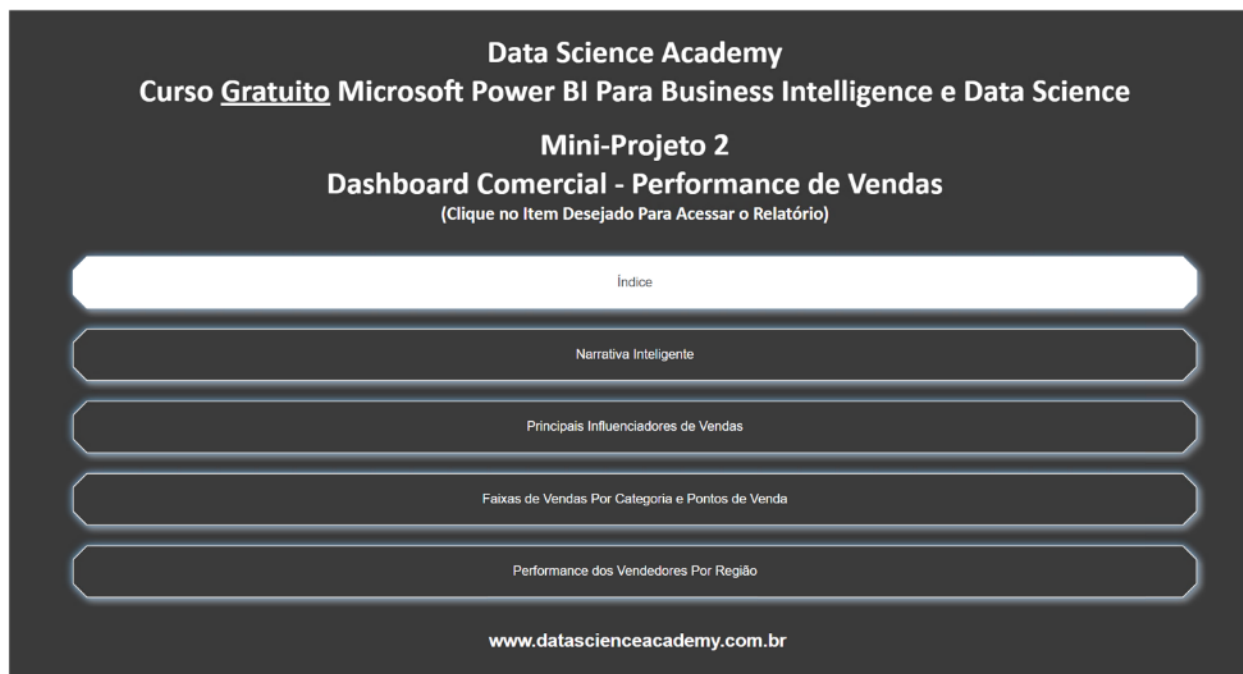 Data Science Academy
Curso Gratuito Microsoft Power BI Para Business Intelligence e Data Science
Mini-Projeto 2
Dashboard Comercial - Performance de Vendas
(Clique no Item Desejado Para Acessar o Relatório)
Índice
Narrativa Inteligente
Principais Influenciadores de Vendas
Faixas de Vendas Por Categoria e Pontos de Venda
Performance dos Vendedores Por Região
www.datascienceacademy.com.br